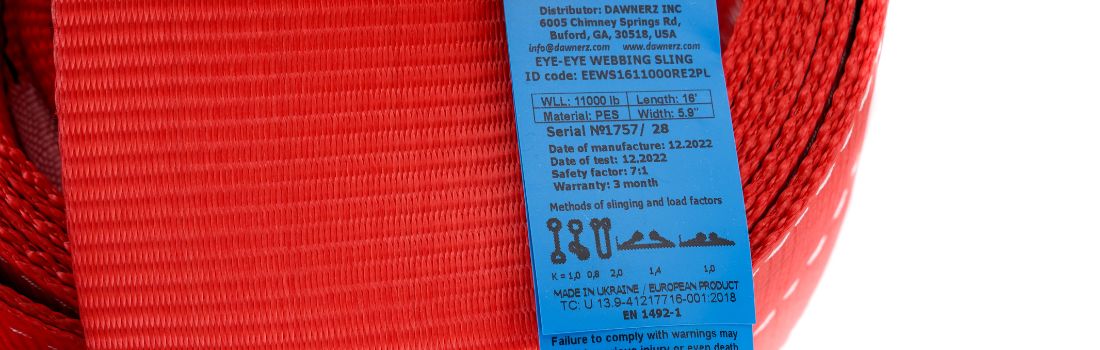 Distributor: DAWNERZ INC
6005 Chimney Springs Rd,
Buford, GA, 30518, USA
info@dawnerz.com www.dawnerz.com
EYE-EYE WEBBING SLING
ID code: EEWS1611000RE2PL
WLL: 11000 lb Length: 16'
Material: PES Width: 5.9"
Serial №1757/ 28
Date of manufacture: 12.2022
Date of test: 12.2022
Safety factor: 7:1
Warranty: 3 month
Methods of slinging and load factors
K = 1,0 0,8 2,0 1,4 1,0
MADE IN UKRAINE / EUROPEAN PRODUCT
TC: U 13.9-41217716-001:2018
EN 1492-1
Failure to comply with warnings may
injury or even death